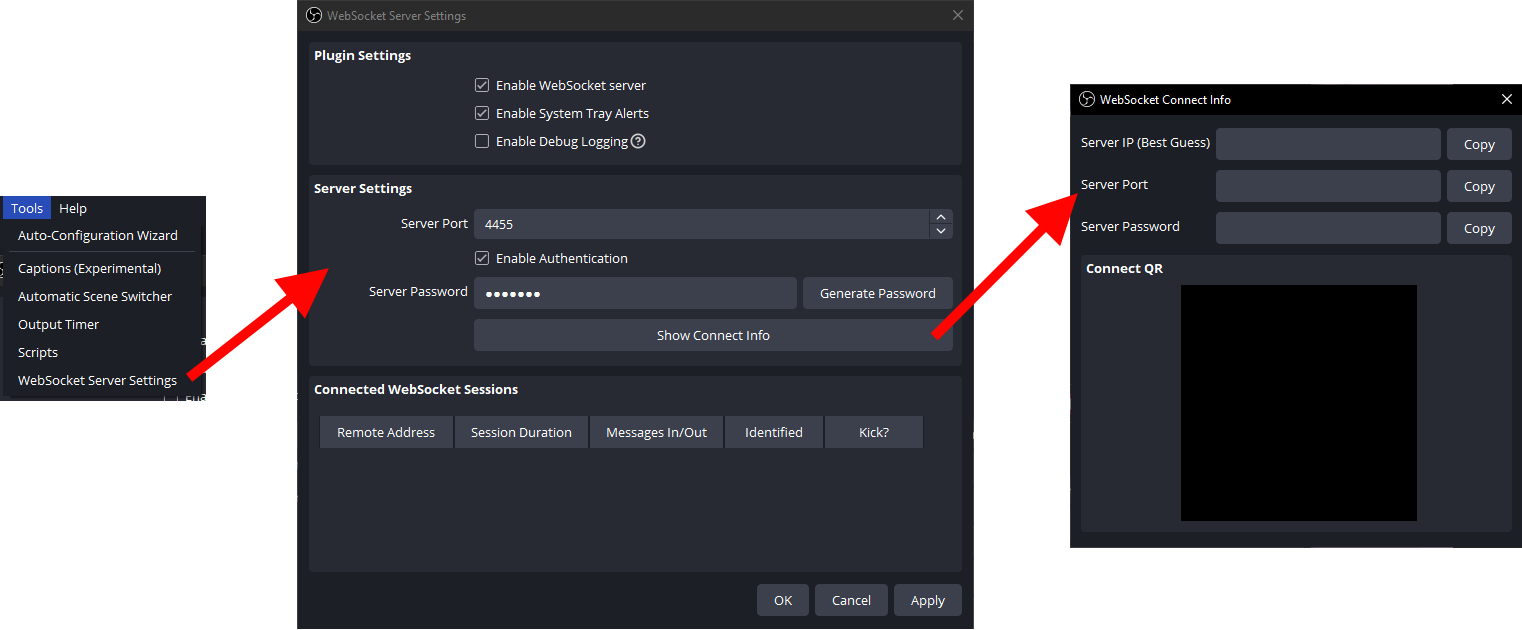 Tools Help
Auto-Configuration Wizard
Captions (Experimental)
Automatic Scene Switcher
Output Timer
Scripts
WebSocket Server Settings
WebSocket Server Settings
Plugin Settings
Enable WebSocket server
Enable System Tray Alerts
Enable Debug Logging ?
Server Settings
Server Port 4455
Enable Authentication
Server Password ●●●●●●● Generate Password
Show Connect Info
Connected WebSocket Sessions
Remote Address Session Duration Messages In/Out Identified Kick?
OK Cancel Apply
WebSocket Connect Info
Server IP (Best Guess) Copy
Server Port Copy
Server Password Copy
Connect QR